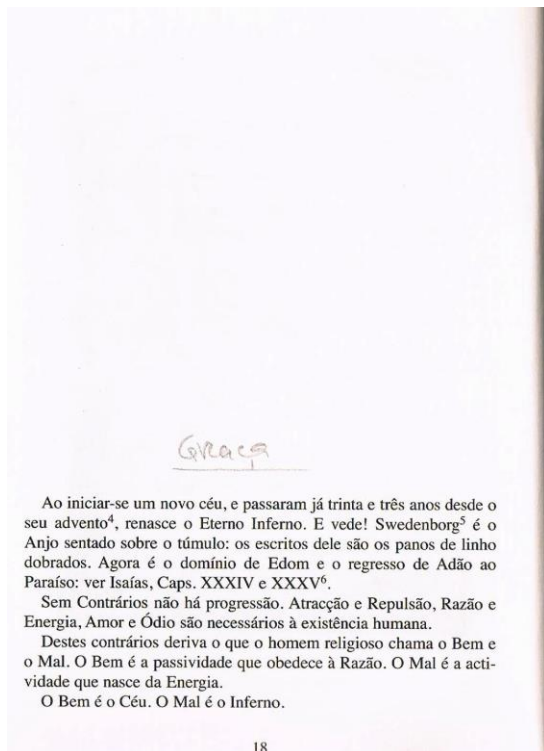 Graça
Ao iniciar-se um novo céu, e passaram já trinta e três anos desde o
seu advento⁴, renasce o Eterno Inferno. E vede! Swedenborg⁵ é o
Anjo sentado sobre o túmulo: os escritos dele são os panos de linho
dobrados. Agora é o domínio de Edom e o regresso de Adão ao
Paraíso: ver Isaías, Caps. XXXIV e XXXV⁶.
Sem Contrários não há progressão. Atracção e Repulsão, Razão e
Energia, Amor e Ódio são necessários à existência humana.
Destes contrários deriva o que o homem religioso chama o Bem e
o Mal. O Bem é a passividade que obedece à Razão. O Mal é a acti-
vidade que nasce da Energia.
O Bem é o Céu. O Mal é o Inferno.
18